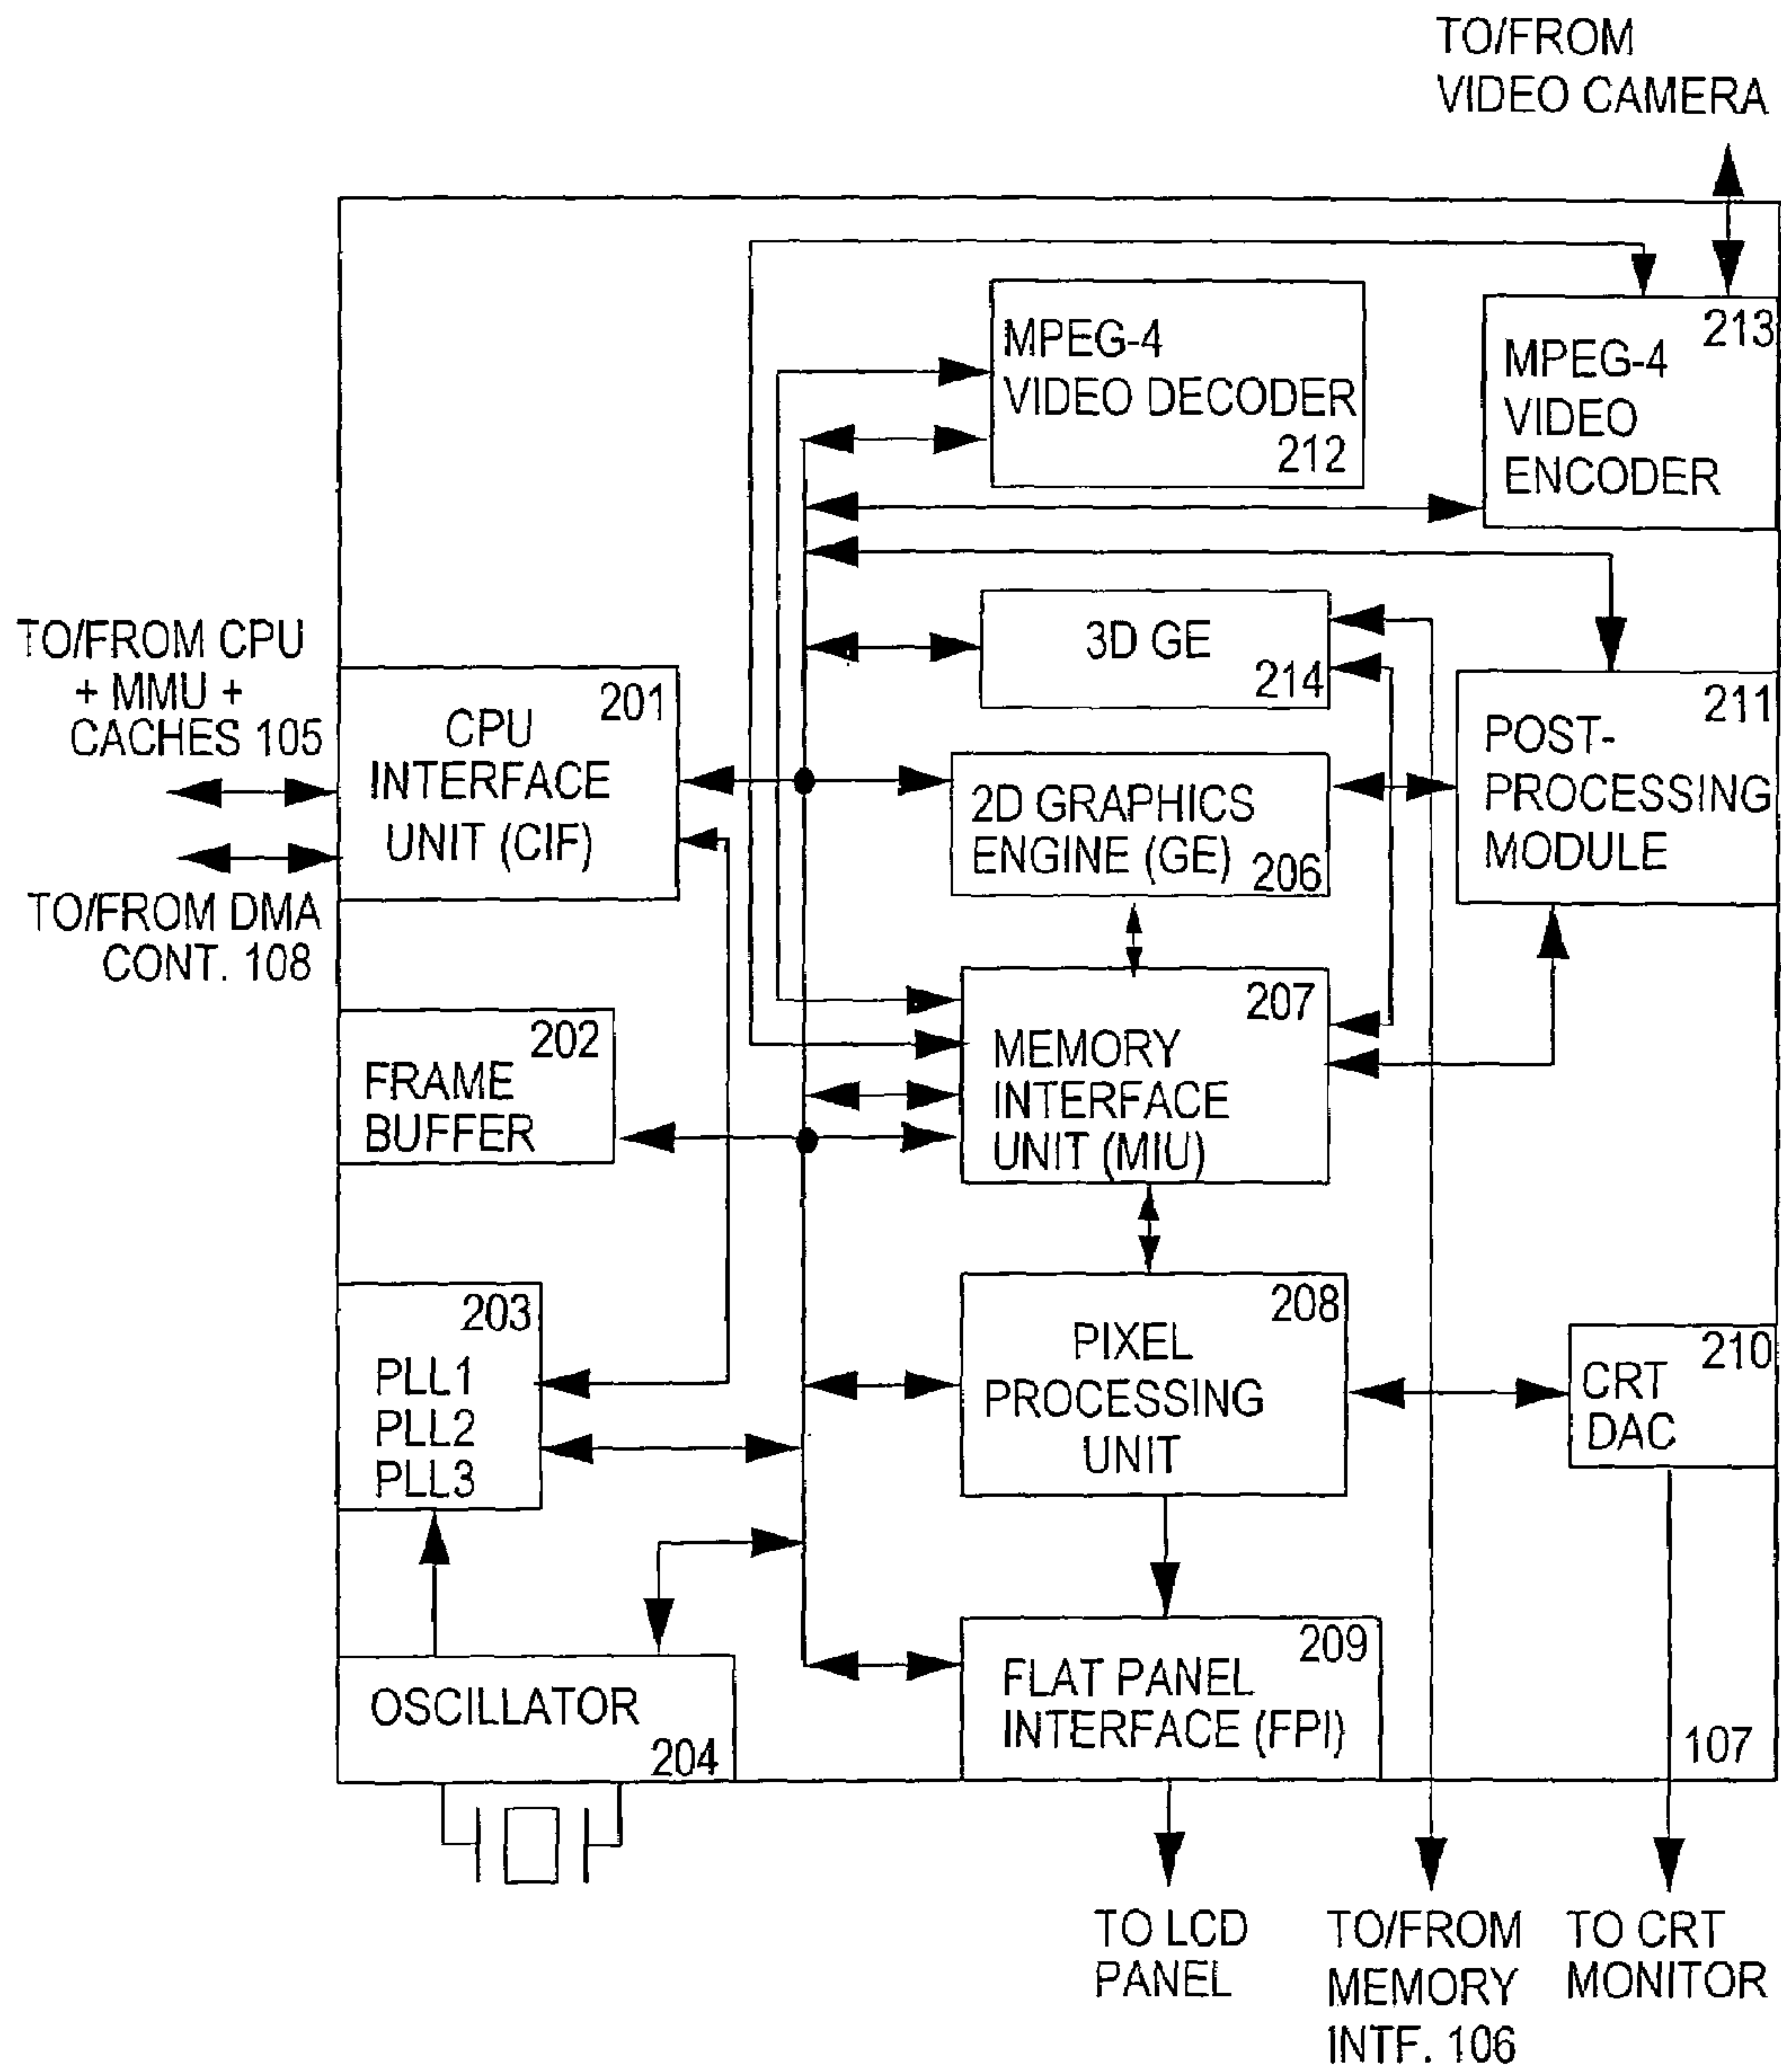 TO/FROM
VIDEO CAMERA
MPEG-4
VIDEO DECODER
212
213
MPEG-4
VIDEO
ENCODER
TO/FROM CPU
+ MMU +
CACHES 105
TO/FROM DMA
CONT. 108
201
CPU
INTERFACE
UNIT (CIF)
3D GE
214
211
POST-
PROCESSING
MODULE
2D GRAPHICS
ENGINE (GE)
206
202
FRAME
BUFFER
207
MEMORY
INTERFACE
UNIT (MIU)
203
PLL1
PLL2
PLL3
208
PIXEL
PROCESSING
UNIT
210
CRT
DAC
OSCILLATOR
204
209
FLAT PANEL
INTERFACE (FPI)
107
TO LCD
PANEL
TO/FROM
MEMORY
INTF. 106
TO CRT
MONITOR